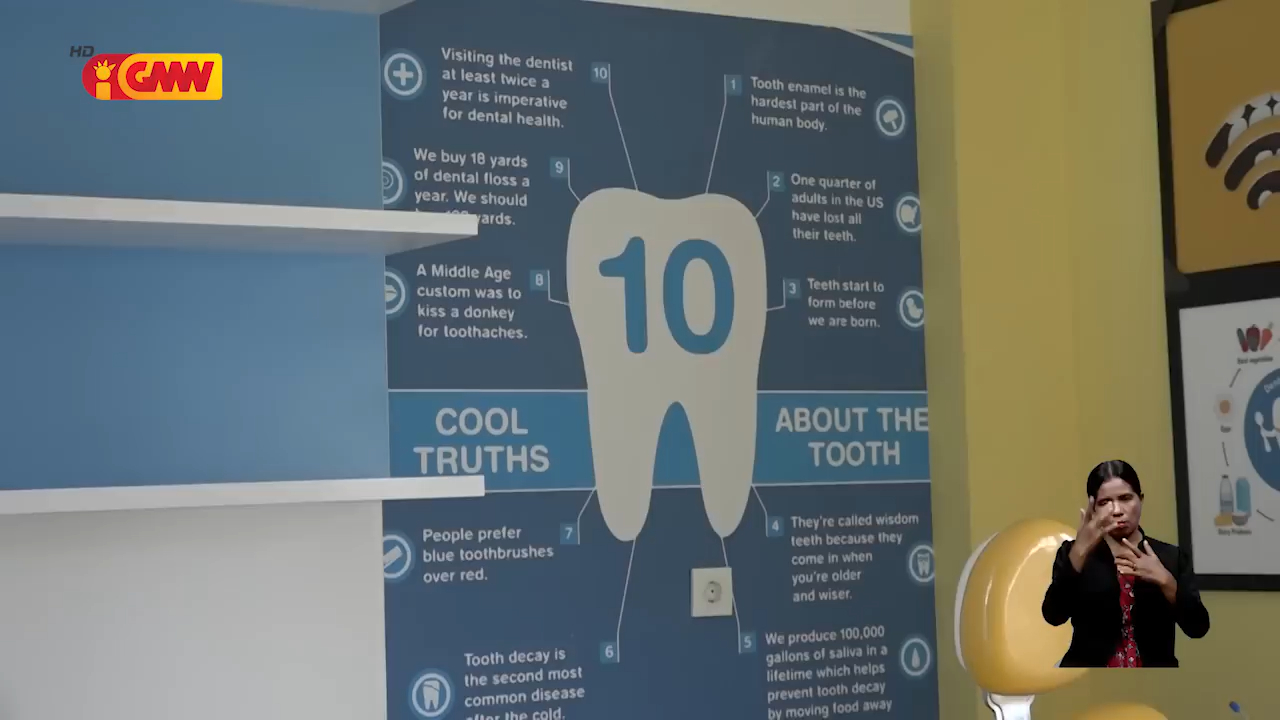 HD
GMN
Visiting the dentist
at least twice a
year is imperative
for dental health.
10
We buy 18 yards
of dental floss a
year. We should
yards.
9
A Middle Age
custom was to
kiss a donkey
for toothaches.
8
1
Tooth enamel is the
hardest part of the
human body.
2
One quarter of
adults in the US
have lost all
their teeth.
3
Teeth start to
form before
we are born.
10
COOL
TRUTHS
ABOUT THE
TOOTH
People prefer
blue toothbrushes
over red.
7
Tooth decay is
the second most
common disease
after the cold.
6
4
They're called wisdom
teeth because they
come in when
you're older
and wiser.
5
We produce 100,000
gallons of saliva in a
lifetime which helps
prevent tooth decay
by moving food away